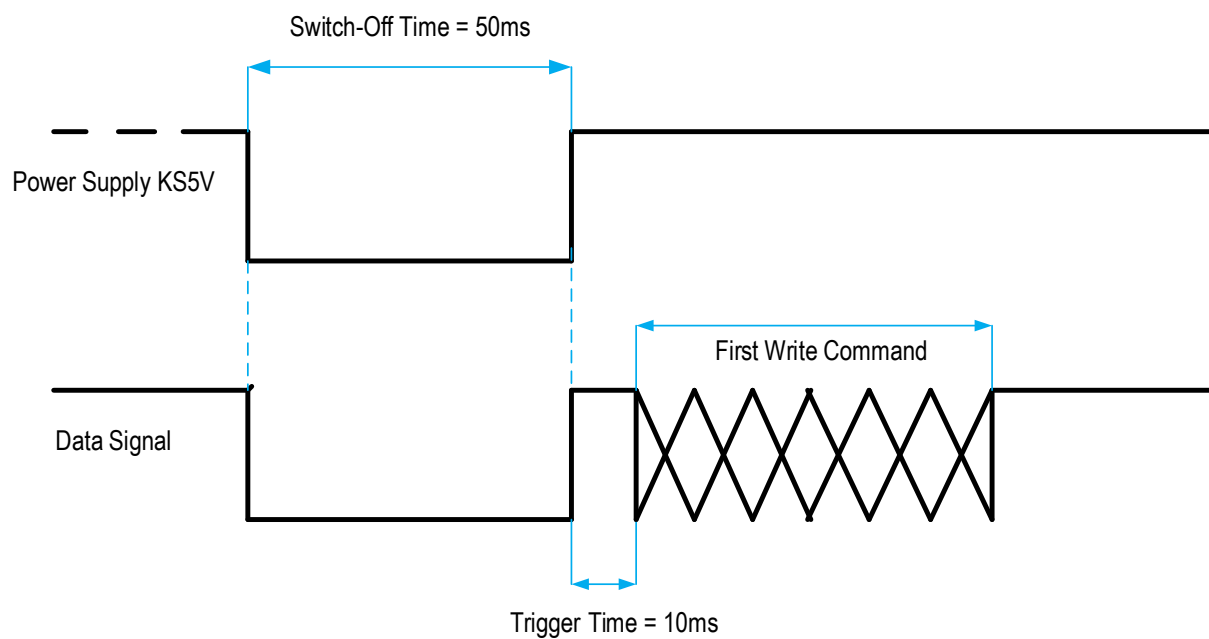 Switch-Off Time = 50ms
Power Supply KS5V
First Write Command
Data Signal
Trigger Time = 10ms